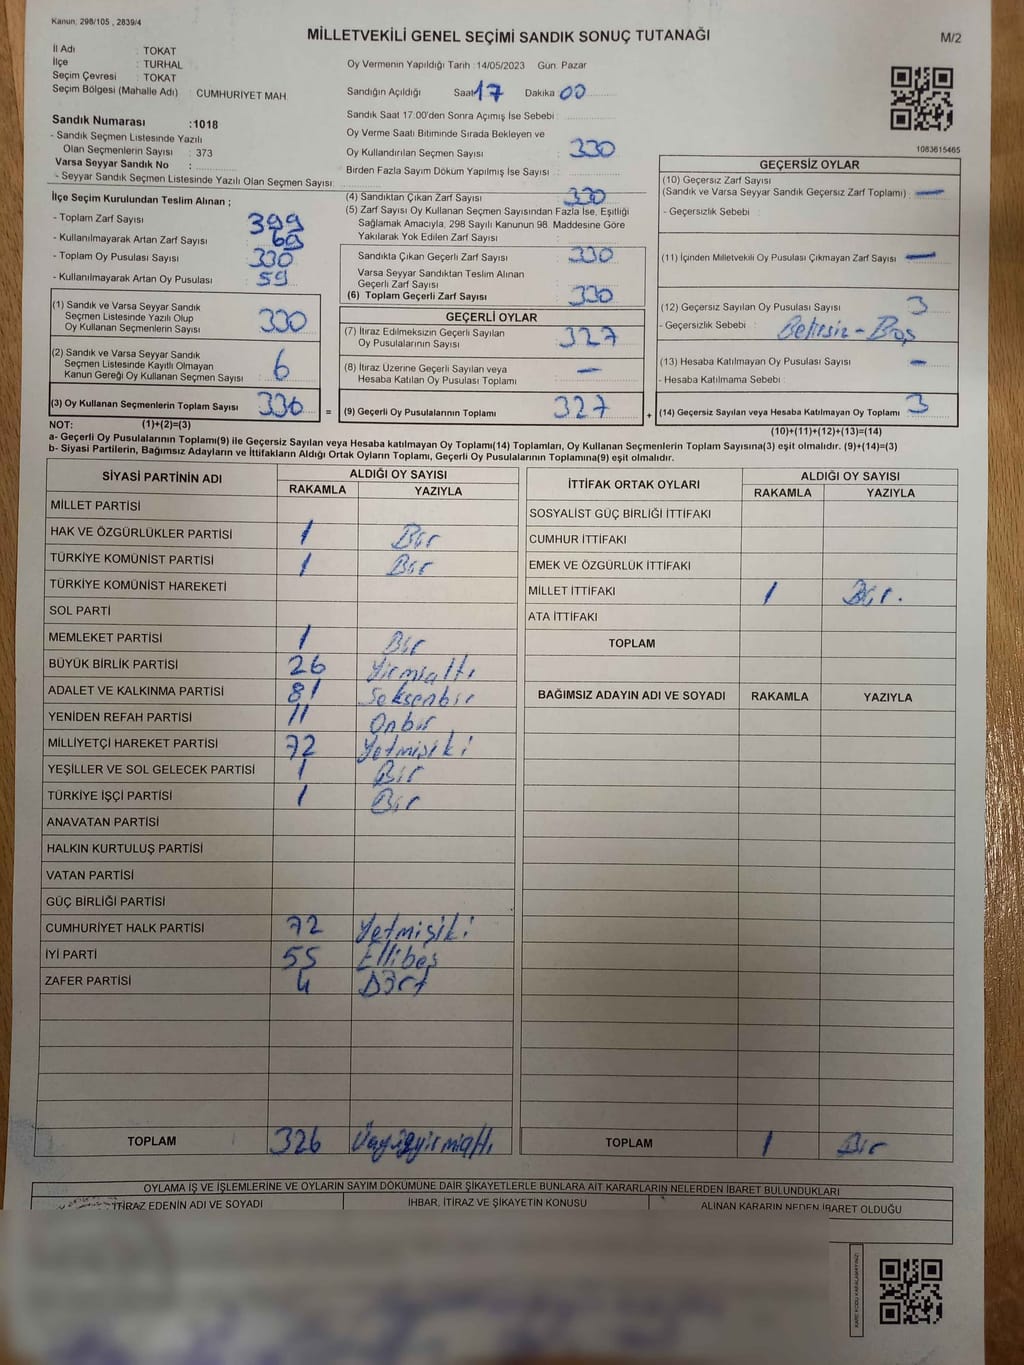 Kanun, 298/105 , 2839/4
MİLLETVEKİLİ GENEL SEÇİMİ SANDIK SONUÇ TUTANAĞI
M/2
İl Adı : TOKAT
İlçe : TURHAL
Seçim Çevresi : TOKAT
Seçim Bölgesi (Mahalle Adı) : CUMHURİYET MAH.
Sandık Numarası :1018
- Sandık Seçmen Listesinde Yazılı
Olan Seçmenlerin Sayısı : 373
Varsa Seyyar Sandık No :
- Seyyar Sandık Seçmen Listesinde Yazılı Olan Seçmen Sayısı:
Oy Vermenin Yapıldığı Tarih :14/05/2023 Gün: Pazar
Sandığın Açıldığı Saat 17 Dakika 00
Sandık Saat 17:00'den Sonra Açımış İse Sebebi :
Oy Verme Saati Bitiminde Sırada Bekleyen ve
Oy Kullandırılan Seçmen Sayısı : 330
Birden Fazla Sayım Döküm Yapılmış İse Sayısı :
1083615465
İlçe Seçim Kurulundan Teslim Alınan ;
- Toplam Zarf Sayısı : 399
- Kullanılmayarak Artan Zarf Sayısı : 69
- Toplam Oy Pusulası Sayısı : 330
- Kullanılmayarak Artan Oy Pusulası : 59
(4) Sandıktan Çıkan Zarf Sayısı : 330
(5) Zarf Sayısı Oy Kullanan Seçmen Sayısından Fazla İse, Eşitliği
Sağlamak Amacıyla, 298 Sayılı Kanunun 98. Maddesine Göre
Yakılarak Yok Edilen Zarf Sayısı :
Sandıkta Çıkan Geçerli Zarf Sayısı : 330
Varsa Seyyar Sandıktan Teslim Alınan
Geçerli Zarf Sayısı :
(6) Toplam Geçerli Zarf Sayısı : 330
GEÇERSİZ OYLAR
(10) Geçersiz Zarf Sayısı
(Sandık ve Varsa Seyyar Sandık Geçersiz Zarf Toplamı) : —
- Geçersizlik Sebebi :
(11) İçinden Milletvekili Oy Pusulası Çıkmayan Zarf Sayısı : —
(12) Geçersiz Sayılan Oy Pusulası Sayısı : 3
- Geçersizlik Sebebi :
(13) Hesaba Katılmayan Oy Pusulası Sayısı : —
- Hesaba Katılmama Sebebi :
(14) Geçersiz Sayılan veya Hesaba Katılmayan Oy Toplamı : 3
(1) Sandık ve Varsa Seyyar Sandık
Seçmen Listesinde Yazılı Olup
Oy Kullanan Seçmenlerin Sayısı : 330
(2) Sandık ve Varsa Seyyar Sandık
Seçmen Listesinde Kayıtlı Olmayan
Kanun Gereği Oy Kullanan Seçmen Sayısı : 6
(3) Oy Kullanan Seçmenlerin Toplam Sayısı : 336
=
GEÇERLİ OYLAR
(7) İtiraz Edilmeksizin Geçerli Sayılan
Oy Pusulalarının Sayısı : 327
(8) İtiraz Üzerine Geçerli Sayılan veya
Hesaba Katılan Oy Pusulası Toplamı : —
(9) Geçerli Oy Pusulalarının Toplamı : 327
+
NOT: (1)+(2)=(3)
(10)+(11)+(12)+(13)=(14)
a- Geçerli Oy Pusulalarının Toplamı(9) ile Geçersiz Sayılan veya Hesaba katılmayan Oy Toplamı(14) Toplamları, Oy Kullanan Seçmenlerin Toplam Sayısına(3) eşit olmalıdır. (9)+(14)=(3)
b- Siyasi Partilerin, Bağımsız Adayların ve İttifakların Aldığı Ortak Oyların Toplamı, Geçerli Oy Pusulalarının Toplamına(9) eşit olmalıdır.
SİYASİ PARTİNİN ADI ALDIĞI OY SAYISI
RAKAMLA YAZIYLA
MİLLET PARTİSİ
HAK VE ÖZGÜRLÜKLER PARTİSİ 1 Bir
TÜRKİYE KOMÜNİST PARTİSİ 1 Bir
TÜRKİYE KOMÜNİST HAREKETİ
SOL PARTİ
MEMLEKET PARTİSİ 1 Bir
BÜYÜK BİRLİK PARTİSİ 26 Yirmialtı
ADALET VE KALKINMA PARTİSİ 81 Seksenbir
YENİDEN REFAH PARTİSİ 11 Onbir
MİLLİYETÇİ HAREKET PARTİSİ 72 Yetmişiki
YEŞİLLER VE SOL GELECEK PARTİSİ 1 Bir
TÜRKİYE İŞÇİ PARTİSİ 1 Bir
ANAVATAN PARTİSİ
HALKIN KURTULUŞ PARTİSİ
VATAN PARTİSİ
GÜÇ BİRLİĞİ PARTİSİ
CUMHURİYET HALK PARTİSİ 72 Yetmişiki
İYİ PARTİ 55 Ellibeş
ZAFER PARTİSİ 4 Dört
TOPLAM 326
İTTİFAK ORTAK OYLARI ALDIĞI OY SAYISI
RAKAMLA YAZIYLA
SOSYALİST GÜÇ BİRLİĞİ İTTİFAKI
CUMHUR İTTİFAKI
EMEK VE ÖZGÜRLÜK İTTİFAKI
MİLLET İTTİFAKI 1 Bir.
ATA İTTİFAKI
TOPLAM
BAĞIMSIZ ADAYIN ADI VE SOYADI RAKAMLA YAZIYLA
TOPLAM 1 Bir
OYLAMA İŞ VE İŞLEMLERİNE VE OYLARIN SAYIM DÖKÜMÜNE DAİR ŞİKAYETLERLE BUNLARA AİT KARARLARIN NELERDEN İBARET BULUNDUKLARI
İTİRAZ EDENİN ADI VE SOYADI İHBAR, İTİRAZ VE ŞİKAYETİN KONUSU ALINAN KARARIN NEDEN İBARET OLDUĞU